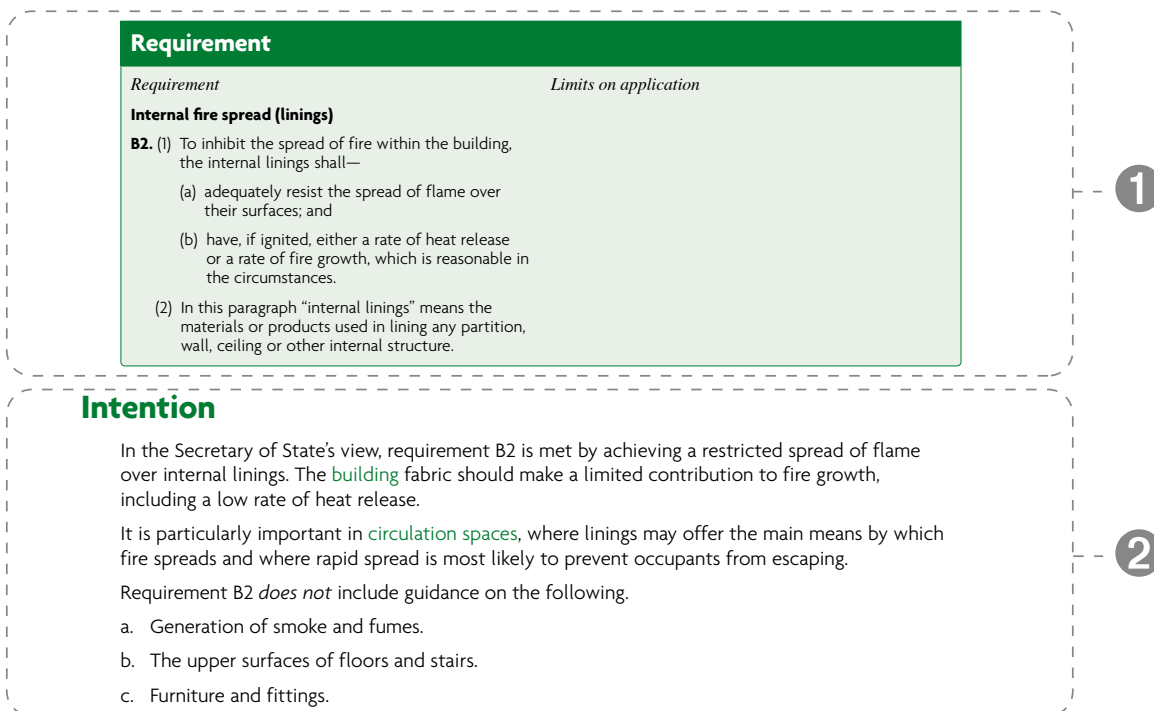 Requirement
Requirement Limits on application
Internal fire spread (linings)
B2. (1) To inhibit the spread of fire within the building,
the internal linings shall—
(a) adequately resist the spread of flame over
their surfaces; and
(b) have, if ignited, either a rate of heat release
or a rate of fire growth, which is reasonable in
the circumstances.
(2) In this paragraph “internal linings” means the
materials or products used in lining any partition,
wall, ceiling or other internal structure.
1
Intention
In the Secretary of State’s view, requirement B2 is met by achieving a restricted spread of flame
over internal linings. The building fabric should make a limited contribution to fire growth,
including a low rate of heat release.
It is particularly important in circulation spaces, where linings may offer the main means by which
fire spreads and where rapid spread is most likely to prevent occupants from escaping.
Requirement B2 does not include guidance on the following.
a. Generation of smoke and fumes.
b. The upper surfaces of floors and stairs.
c. Furniture and fittings.
2